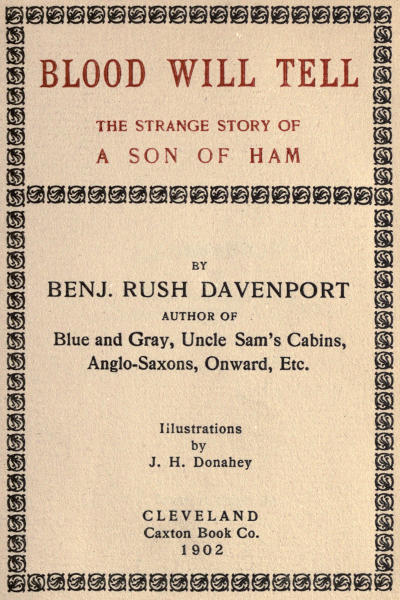 BLOOD WILL TELL
THE STRANGE STORY OF
A SON OF HAM
BY
BENJ. RUSH DAVENPORT
AUTHOR OF
Blue and Gray, Uncle Sam's Cabins,
Anglo-Saxons, Onward, Etc.
Illustrations
by
J. H. Donahey
CLEVELAND
Caxton Book Co.
1902